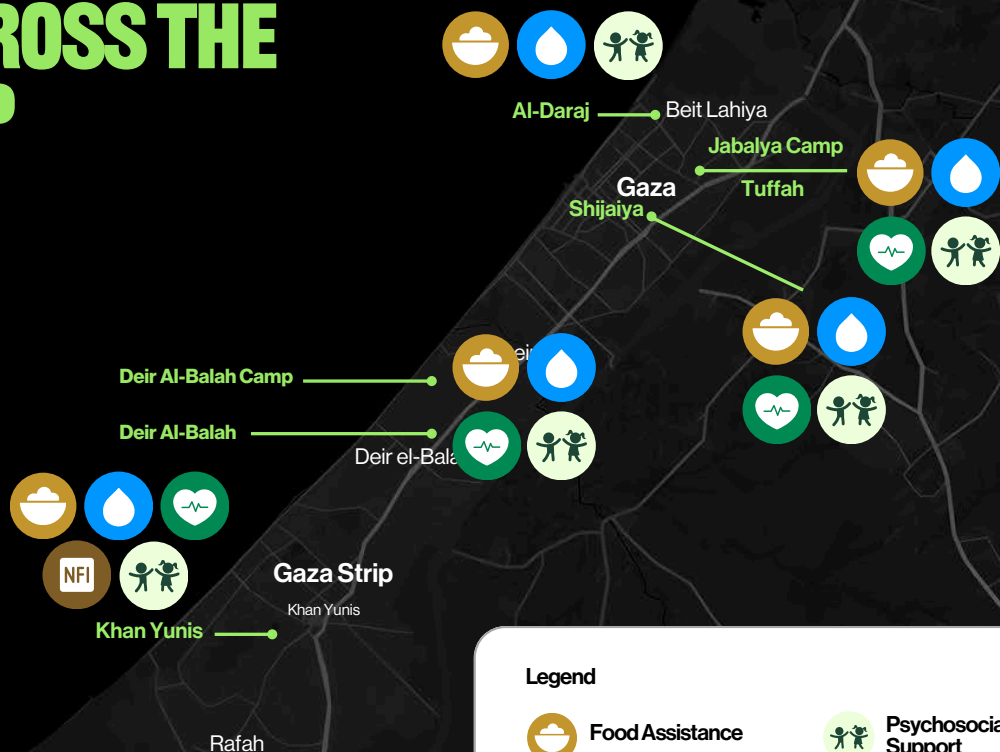 ROSS THE
Al-Daraj
Beit Lahiya
Jabalya Camp
Gaza
Tuffah
Shijaiya
Deir Al-Balah Camp
Deir Al-Balah
Deir el-Bala
NFI
Gaza Strip
Khan Yunis
Khan Yunis
Rafah
Legend
Food Assistance
Psychosocia
Support